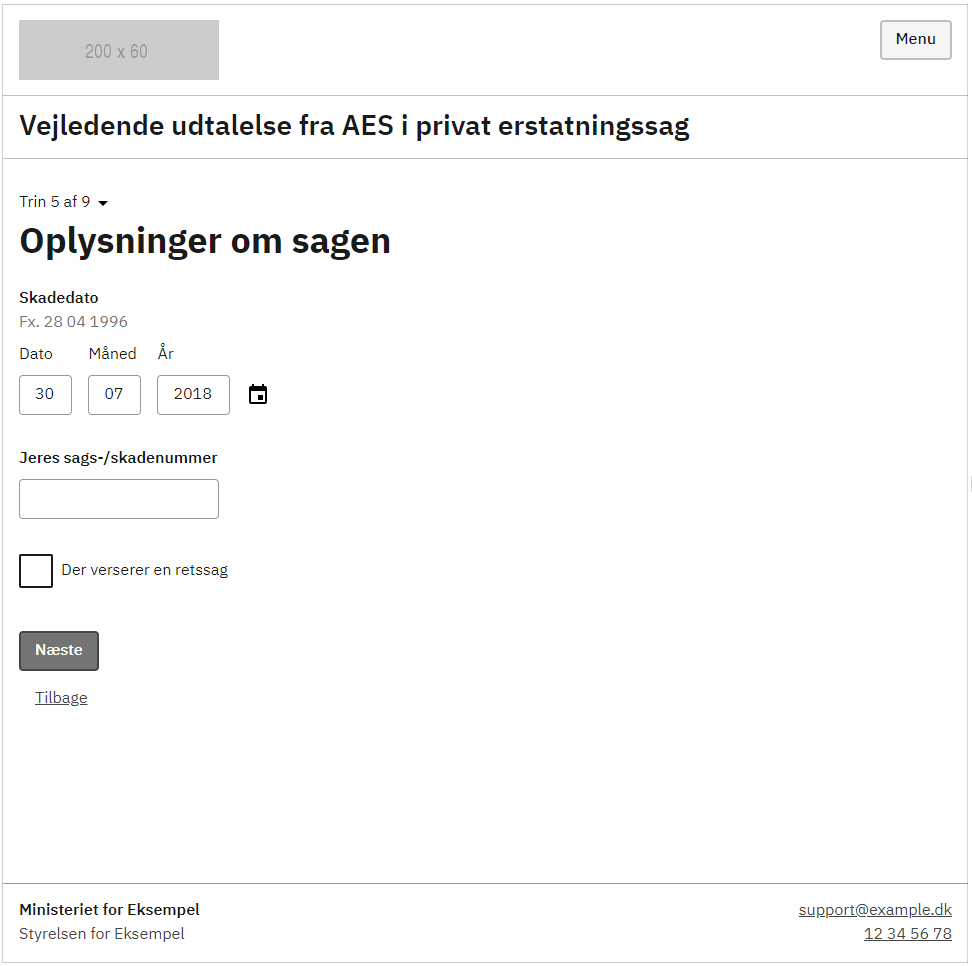 200 x 60
Menu
Vejledende udtalelse fra AES i privat erstatningssag
Trin 5 af 9
Oplysninger om sagen
Skadedato
Fx. 28 04 1996
Dato Måned År
30 07 2018
Jeres sags-/skadenummer
Der verserer en retssag
Næste
Tilbage
Ministeriet for Eksempel support@example.dk
Styrelsen for Eksempel 12 34 56 78